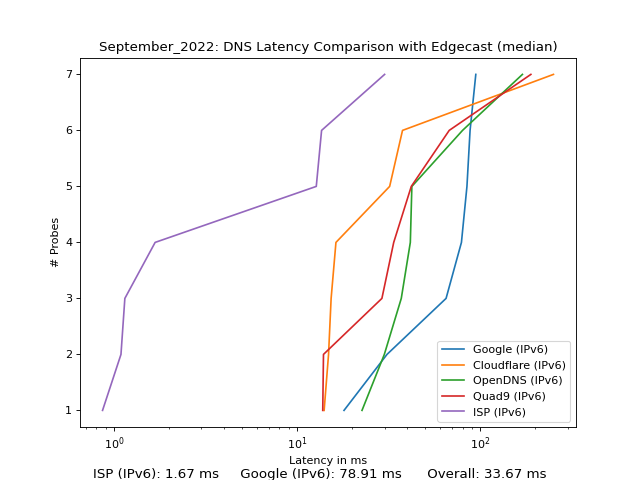 September_2022: DNS Latency Comparison with Edgecast (median)
7
6
5
4
3
2
1
# Probes
Google (IPv6)
Cloudflare (IPv6)
OpenDNS (IPv6)
Quad9 (IPv6)
ISP (IPv6)
10⁰ 10¹ 10²
Latency in ms
ISP (IPv6): 1.67 ms Google (IPv6): 78.91 ms Overall: 33.67 ms